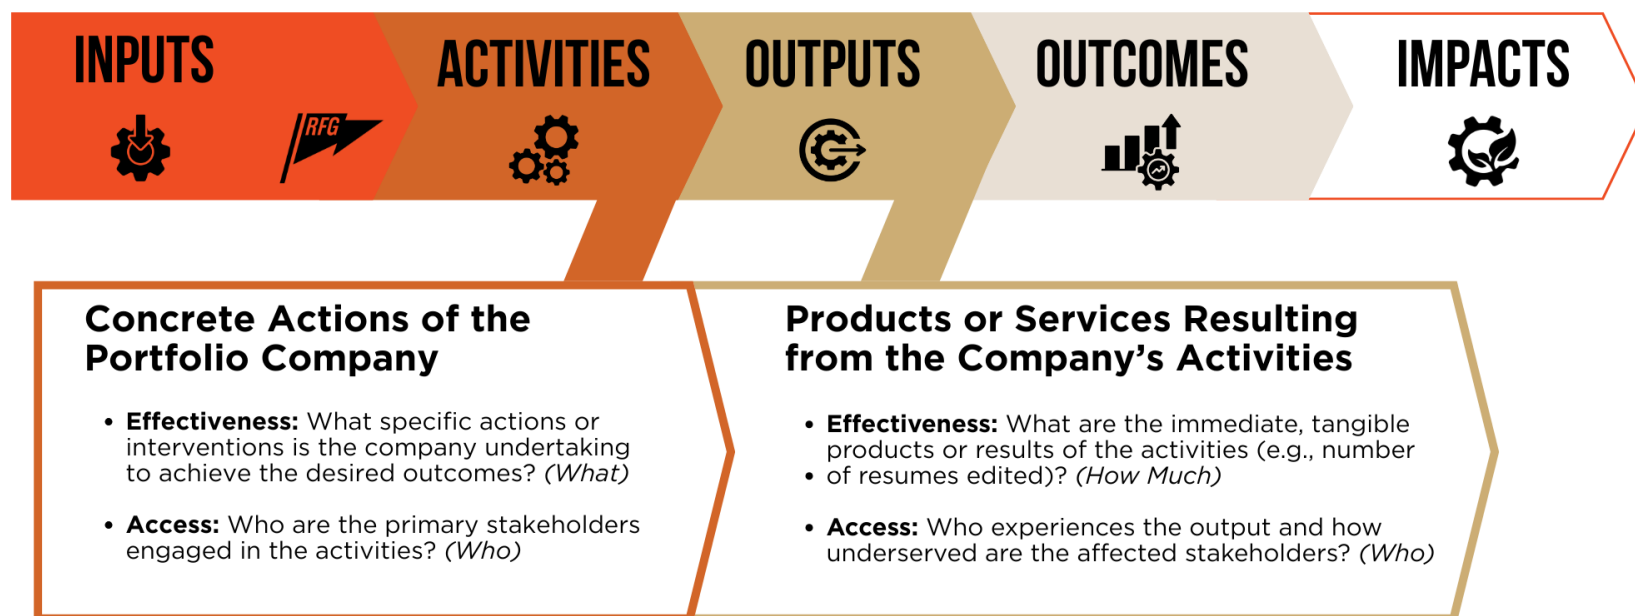 INPUTS
RFG
ACTIVITIES
OUTPUTS
OUTCOMES
IMPACTS
Concrete Actions of the
Portfolio Company
• Effectiveness: What specific actions or
interventions is the company undertaking
to achieve the desired outcomes? (What)
• Access: Who are the primary stakeholders
engaged in the activities? (Who)
Products or Services Resulting
from the Company’s Activities
• Effectiveness: What are the immediate, tangible
products or results of the activities (e.g., number
• of resumes edited)? (How Much)
• Access: Who experiences the output and how
underserved are the affected stakeholders? (Who)